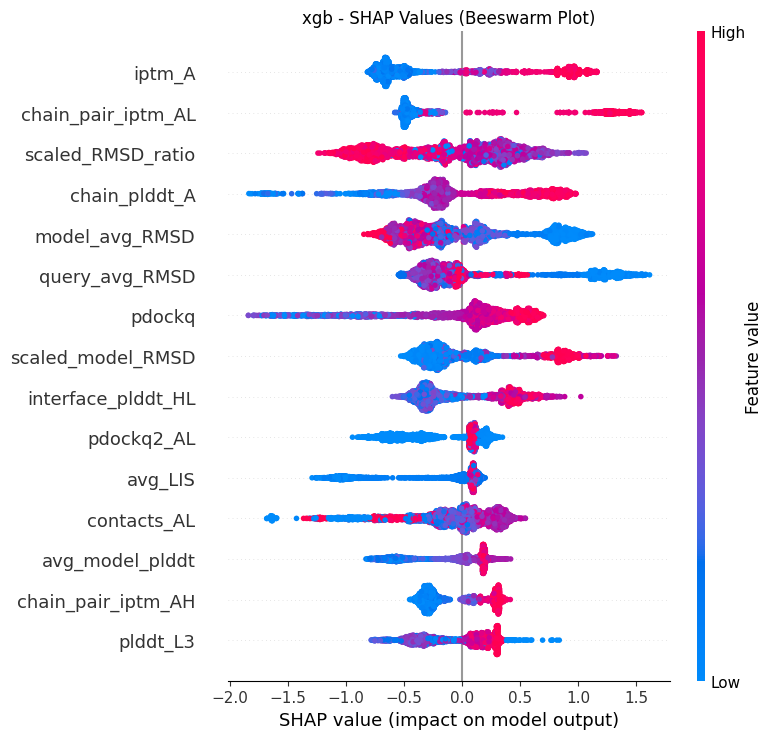 xgb - SHAP Values (Beeswarm Plot)
High
iptm_A
chain_pair_iptm_AL
scaled_RMSD_ratio
chain_plddt_A
model_avg_RMSD
query_avg_RMSD
pdockq
scaled_model_RMSD
interface_plddt_HL
pdockq2_AL
avg_LIS
contacts_AL
avg_model_plddt
chain_pair_iptm_AH
plddt_L3
Feature value
Low
−2.0 −1.5 −1.0 −0.5 0.0 0.5 1.0 1.5
SHAP value (impact on model output)